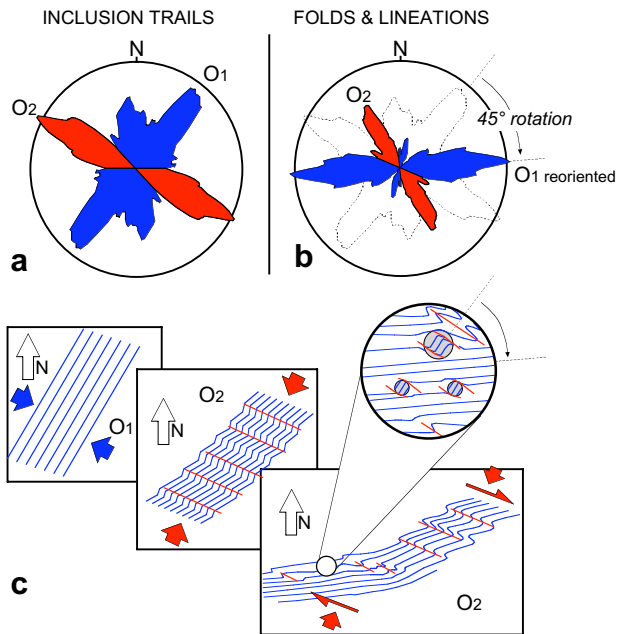 INCLUSION TRAILS
FOLDS & LINEATIONS
N
O1
O2
a
N
O2
45° rotation
O1 reoriented
b
N
O1
O2
N
N
O2
c